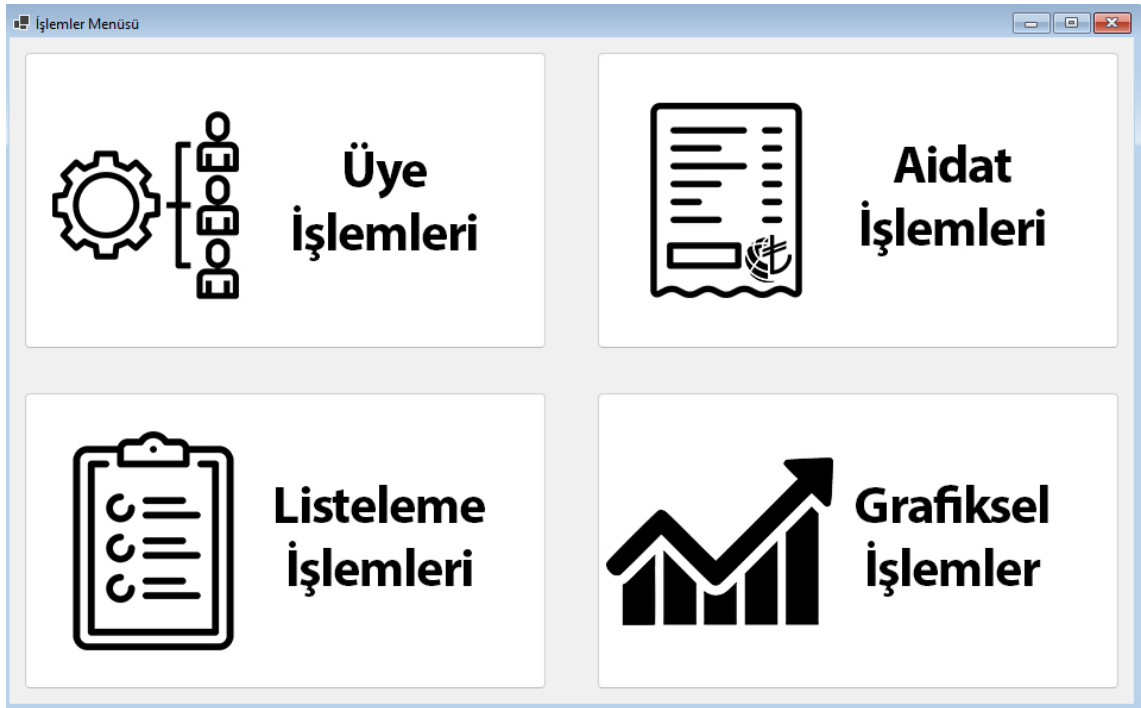 İşlemler Menüsü
Üye
İşlemleri
Aidat
İşlemleri
Listeleme
İşlemleri
Grafiksel
İşlemler